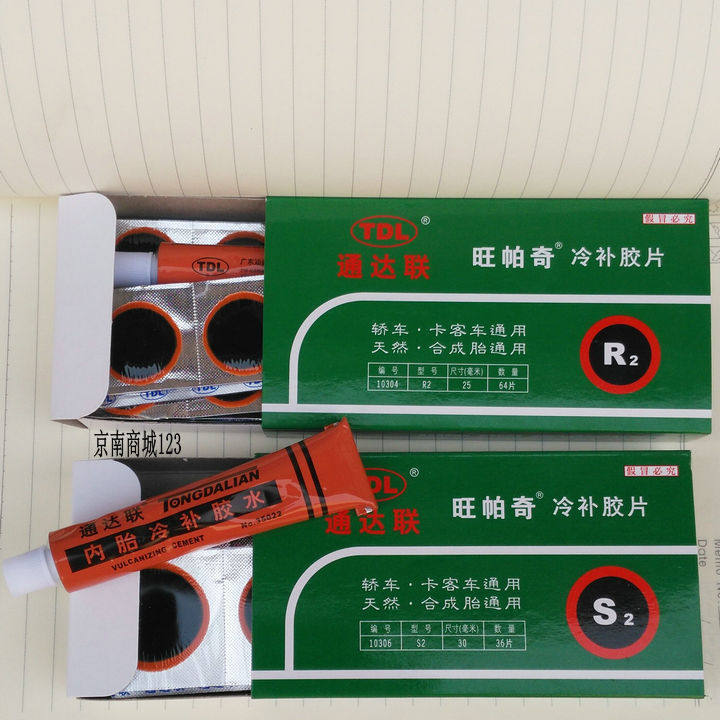 假冒必究
TDL®
通达联
旺帕奇® 冷补胶片
TDL
轿车·卡客车通用
天然·合成胎通用
R2
编号 型号 尺寸(毫米) 数量
10304 R2 25 64片
TDL
京南商城123
假冒必究
TDL®
通达联
旺帕奇® 冷补胶片
TONGDALIAN
通达联
内胎冷补胶水
No.35022
VULCANIZING CEMENT
轿车·卡客车通用
天然·合成胎通用
S2
编号 型号 尺寸(毫米) 数量
10306 S2 30 36片
Date